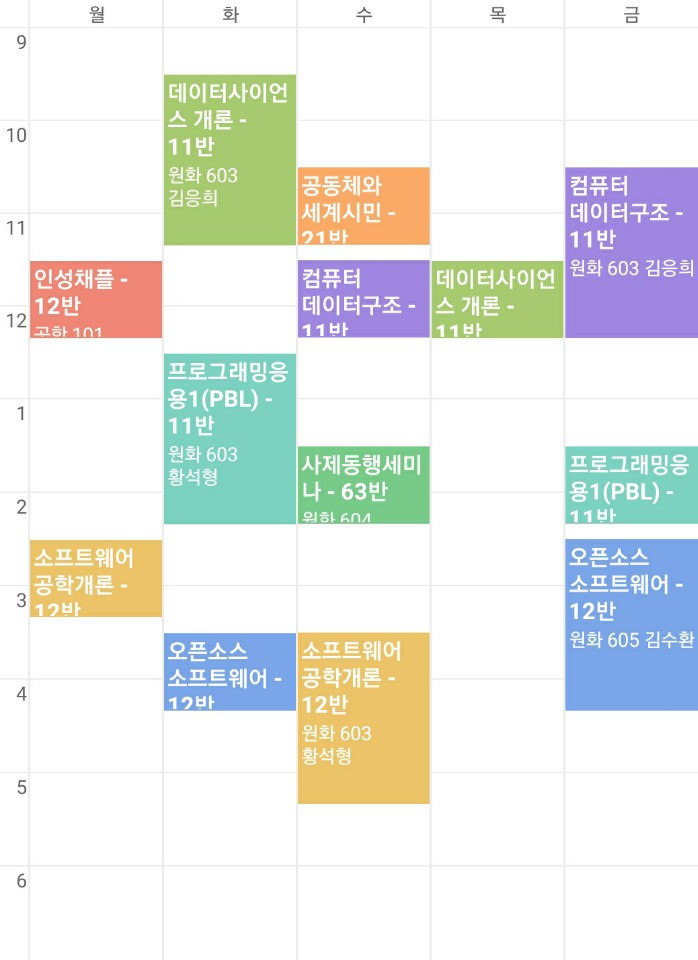 월 화 수 목 금
9
10
11
12
1
2
3
4
5
6
인성채플 -
12반
공학 101
소프트웨어
공학개론 -
12반
데이터사이언
스 개론 -
11반
원화 603
김응희
프로그래밍응
용1(PBL) -
11반
원화 603
황석형
오픈소스
소프트웨어 -
12반
공동체와
세계시민 -
21반
컴퓨터
데이터구조 -
11반
사제동행세미
나 - 63반
원화 604
소프트웨어
공학개론 -
12반
원화 603
황석형
데이터사이언
스 개론 -
11반
컴퓨터
데이터구조 -
11반
원화 603 김응희
프로그래밍응
용1(PBL) -
11반
오픈소스
소프트웨어 -
12반
원화 605 김수환